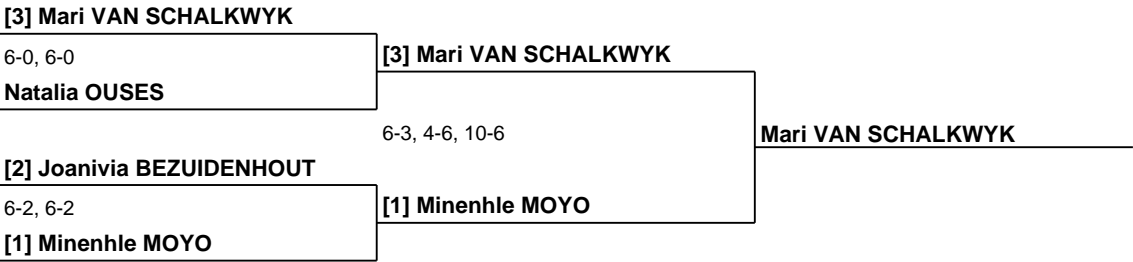 [3] Mari VAN SCHALKWYK
6-0, 6-0
[3] Mari VAN SCHALKWYK
Natalia OUSES
6-3, 4-6, 10-6
Mari VAN SCHALKWYK
[2] Joanivia BEZUIDENHOUT
6-2, 6-2
[1] Minenhle MOYO
[1] Minenhle MOYO